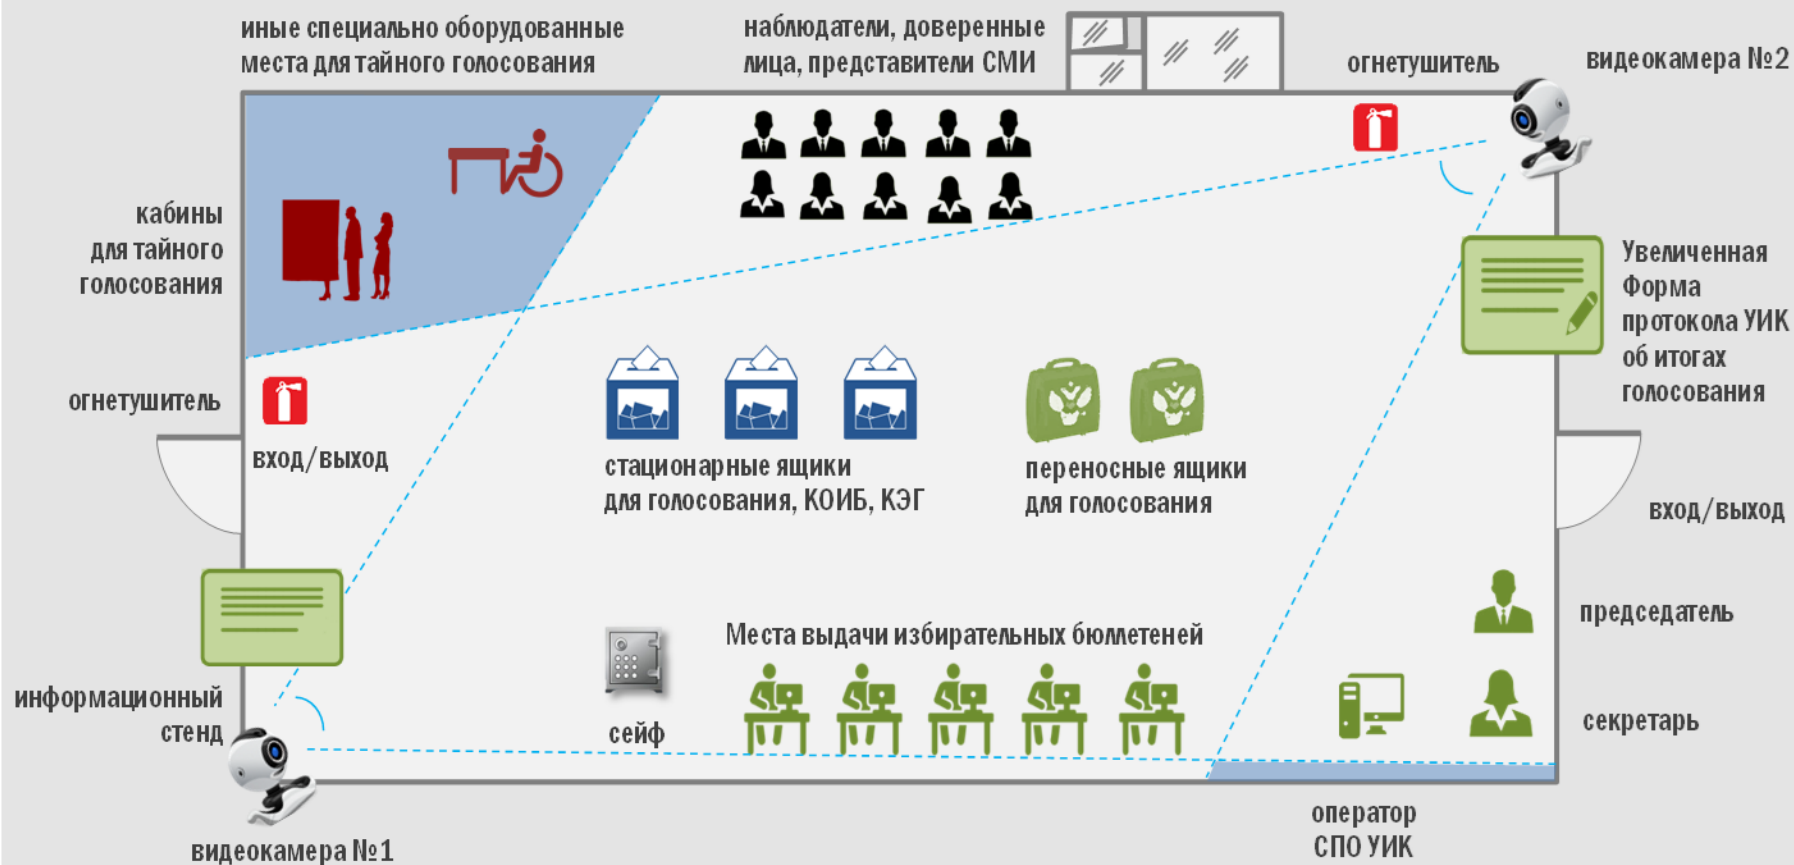 иные специально оборудованные
места для тайного голосования
наблюдатели, доверенные
лица, представители СМИ
огнетушитель
видеокамера №2
кабины
для тайного
голосования
Увеличенная
Форма
протокола УИК
об итогах
голосования
огнетушитель
вход/выход
стационарные ящики
для голосования, КОИБ, КЭГ
переносные ящики
для голосования
вход/выход
председатель
Места выдачи избирательных бюллетеней
информационный
стенд
сейф
секретарь
оператор
СПО УИК
видеокамера №1